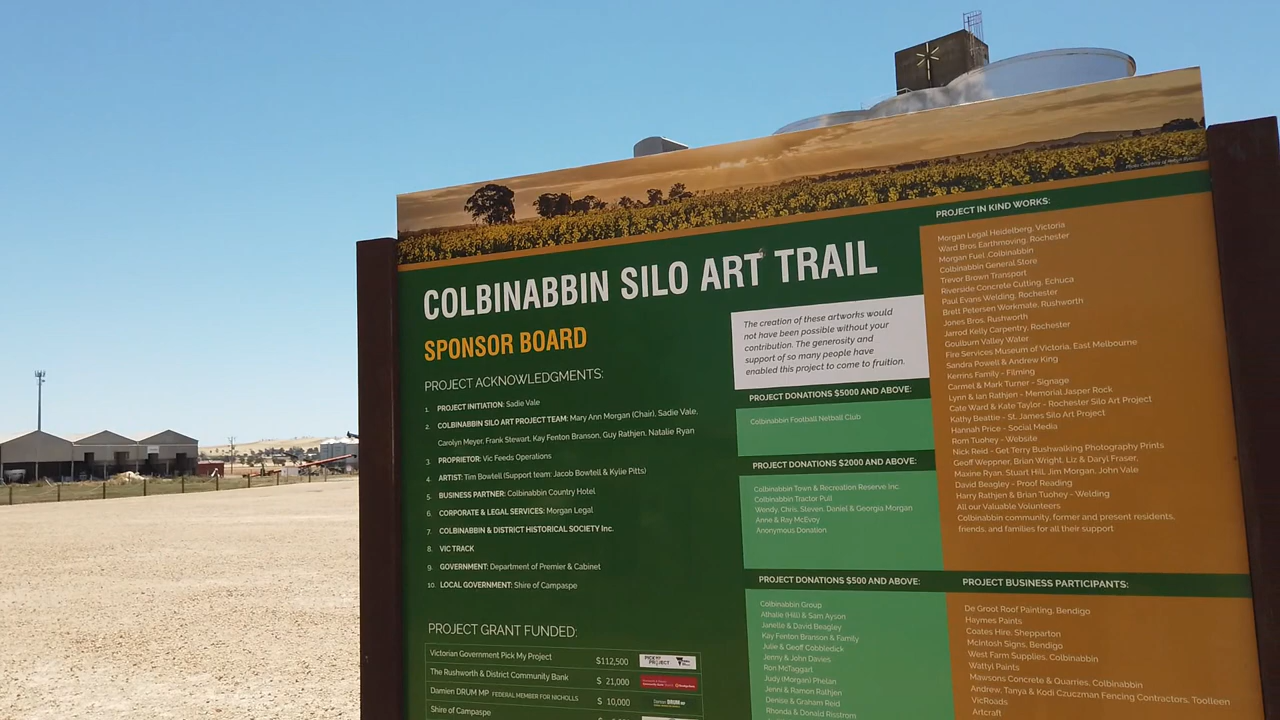 COLBINABBIN SILO ART TRAIL
SPONSOR BOARD
PROJECT ACKNOWLEDGMENTS:
1. PROJECT INITIATION: Sadie Vale
2. COLBINABBIN SILO ART PROJECT TEAM: Mary Ann Morgan (Chair), Sadie Vale,
Carolyn Meyer, Frank Stewart, Kay Fenton Branson, Guy Rathjen, Natalie Ryan
3. PROPRIETOR: Vic Feeds Operations
4. ARTIST: Tim Bowtell (Support team: Jacob Bowtell & Kylie Pitts)
5. BUSINESS PARTNER: Colbinabbin Country Hotel
6. CORPORATE & LEGAL SERVICES: Morgan Legal
7. COLBINABBIN & DISTRICT HISTORICAL SOCIETY Inc.
8. VIC TRACK
9. GOVERNMENT: Department of Premier & Cabinet
10. LOCAL GOVERNMENT: Shire of Campaspe
PROJECT GRANT FUNDED:
Victorian Government Pick My Project $112,500
PICK MY PROJECT
The Rushworth & District Community Bank $ 21,000
Damien DRUM MP FEDERAL MEMBER FOR NICHOLLS $ 10,000
Damian DRUM MP
Shire of Campaspe
The creation of these artworks would
not have been possible without your
contribution. The generosity and
support of so many people have
enabled this project to come to fruition.
PROJECT DONATIONS $5000 AND ABOVE:
Colbinabbin Football Netball Club
PROJECT DONATIONS $2000 AND ABOVE:
Colbinabbin Town & Recreation Reserve Inc.
Colbinabbin Tractor Pull
Wendy, Chris, Steven, Daniel & Georgia Morgan
Anne & Ray McEvoy
Anonymous Donation
PROJECT DONATIONS $500 AND ABOVE:
Colbinabbin Group
Athalie (Hill) & Sam Ayson
Janelle & David Beagley
Kay Fenton Branson & Family
Julie & Geoff Cobbledick
Jenny & John Davies
Ron McTaggart
Judy (Morgan) Phelan
Jenni & Ramon Rathjen
Denise & Graham Reid
Rhonda & Donald Risstrom
PROJECT IN KIND WORKS:
Morgan Legal Heidelberg, Victoria
Ward Bros Earthmoving, Rochester
Morgan Fuel ,Colbinabbin
Colbinabbin General Store
Trevor Brown Transport
Riverside Concrete Cutting, Echuca
Paul Evans Welding, Rochester
Brett Petersen Workmate, Rushworth
Jones Bros, Rushworth
Jarrod Kelly Carpentry, Rochester
Goulburn Valley Water
Fire Services Museum of Victoria, East Melbourne
Sandra Powell & Andrew King
Kerrins Family - Filming
Carmel & Mark Turner - Signage
Lynn & Ian Rathjen - Memorial Jasper Rock
Cate Ward & Kate Taylor - Rochester Silo Art Project
Kathy Beattie - St. James Silo Art Project
Hannah Price - Social Media
Rom Tuohey - Website
Nick Reid - Get Terry Bushwalking Photography Prints
Geoff Weppner, Brian Wright, Liz & Daryl Fraser,
Maxine Ryan, Stuart Hill, Jim Morgan, John Vale
David Beagley - Proof Reading
Harry Rathjen & Brian Tuohey - Welding
All our Valuable Volunteers
Colbinabbin community, former and present residents,
friends, and families for all their support
PROJECT BUSINESS PARTICIPANTS:
De Groot Roof Painting, Bendigo
Haymes Paints
Coates Hire, Shepparton
McIntosh Signs, Bendigo
West Farm Supplies, Colbinabbin
Wattyl Paints
Mawsons Concrete & Quarries, Colbinabbin
Andrew, Tanya & Kodi Czuczman Fencing Contractors, Toolleen
VicRoads
Artcraft